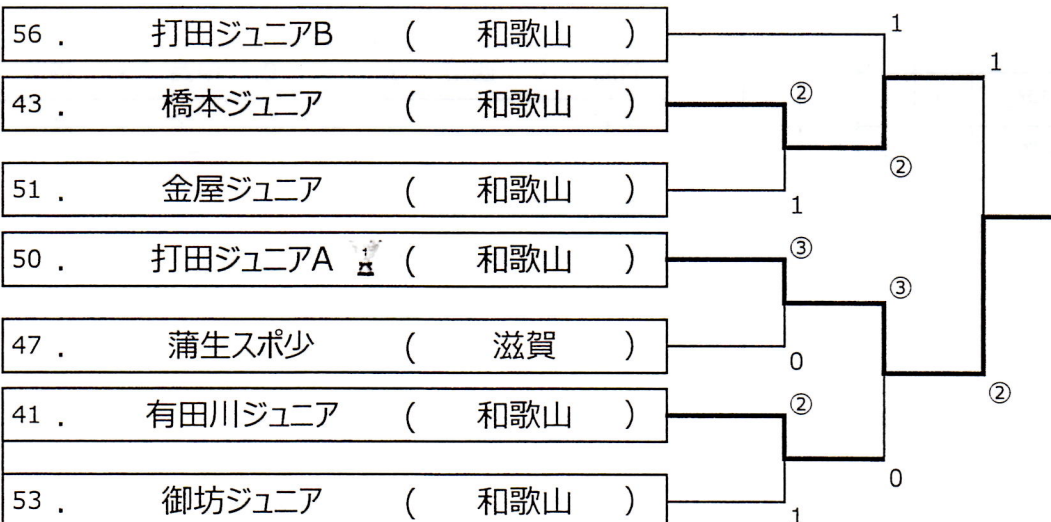 56 . 打田ジュニアB ( 和歌山 )
1
1
43 . 橋本ジュニア ( 和歌山 )
②
②
51 . 金屋ジュニア ( 和歌山 )
1
50 . 打田ジュニアA 1 ( 和歌山 )
③
③
47 . 蒲生スポ少 ( 滋賀 )
0
②
41 . 有田川ジュニア ( 和歌山 )
②
0
53 . 御坊ジュニア ( 和歌山 )
1